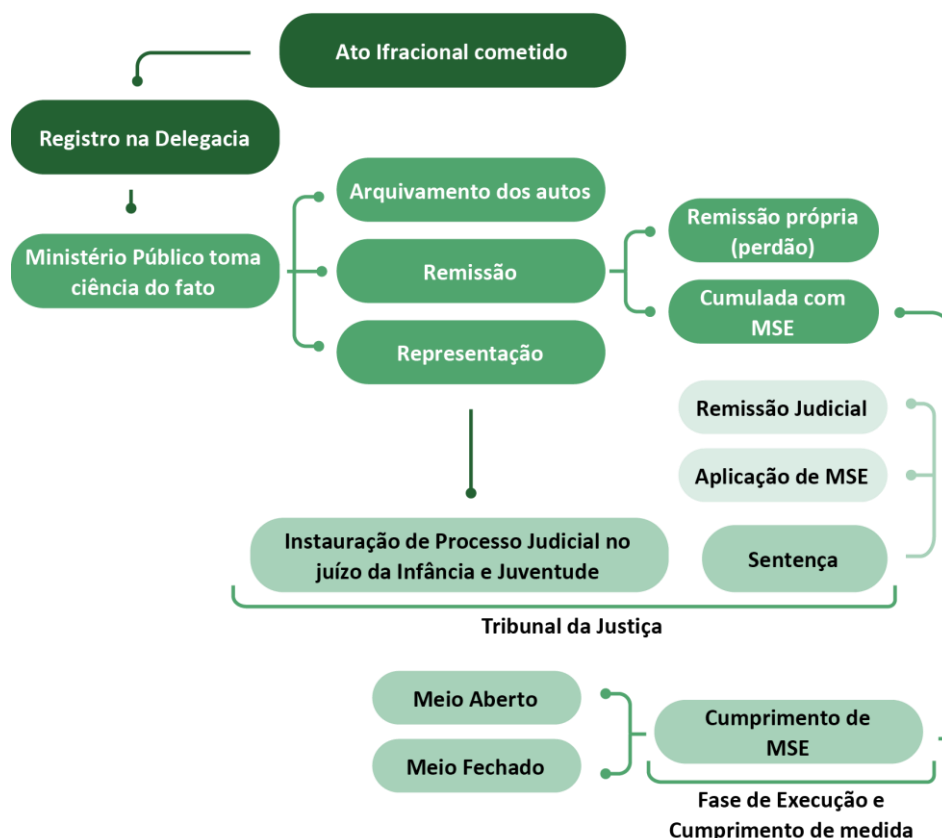 Ato Ifracional cometido
Registro na Delegacia
Ministério Público toma
ciência do fato
Arquivamento dos autos
Remissão
Representação
Remissão própria
(perdão)
Cumulada com
MSE
Remissão Judicial
Aplicação de MSE
Instauração de Processo Judicial no
juízo da Infância e Juventude
Sentença
Tribunal da Justiça
Meio Aberto
Meio Fechado
Cumprimento de
MSE
Fase de Execução e
Cumprimento de medida